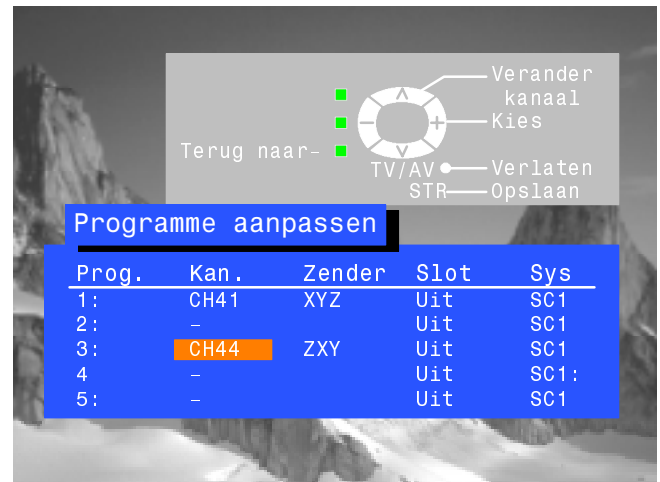 Verander
kanaal
Kies
Terug naar–
TV/AV
Verlaten
STR
Opslaan
Programme aanpassen
Prog. Kan. Zender Slot Sys
1: CH41 XYZ Uit SC1
2: – Uit SC1
3: CH44 ZXY Uit SC1
4 – Uit SC1:
5: – Uit SC1